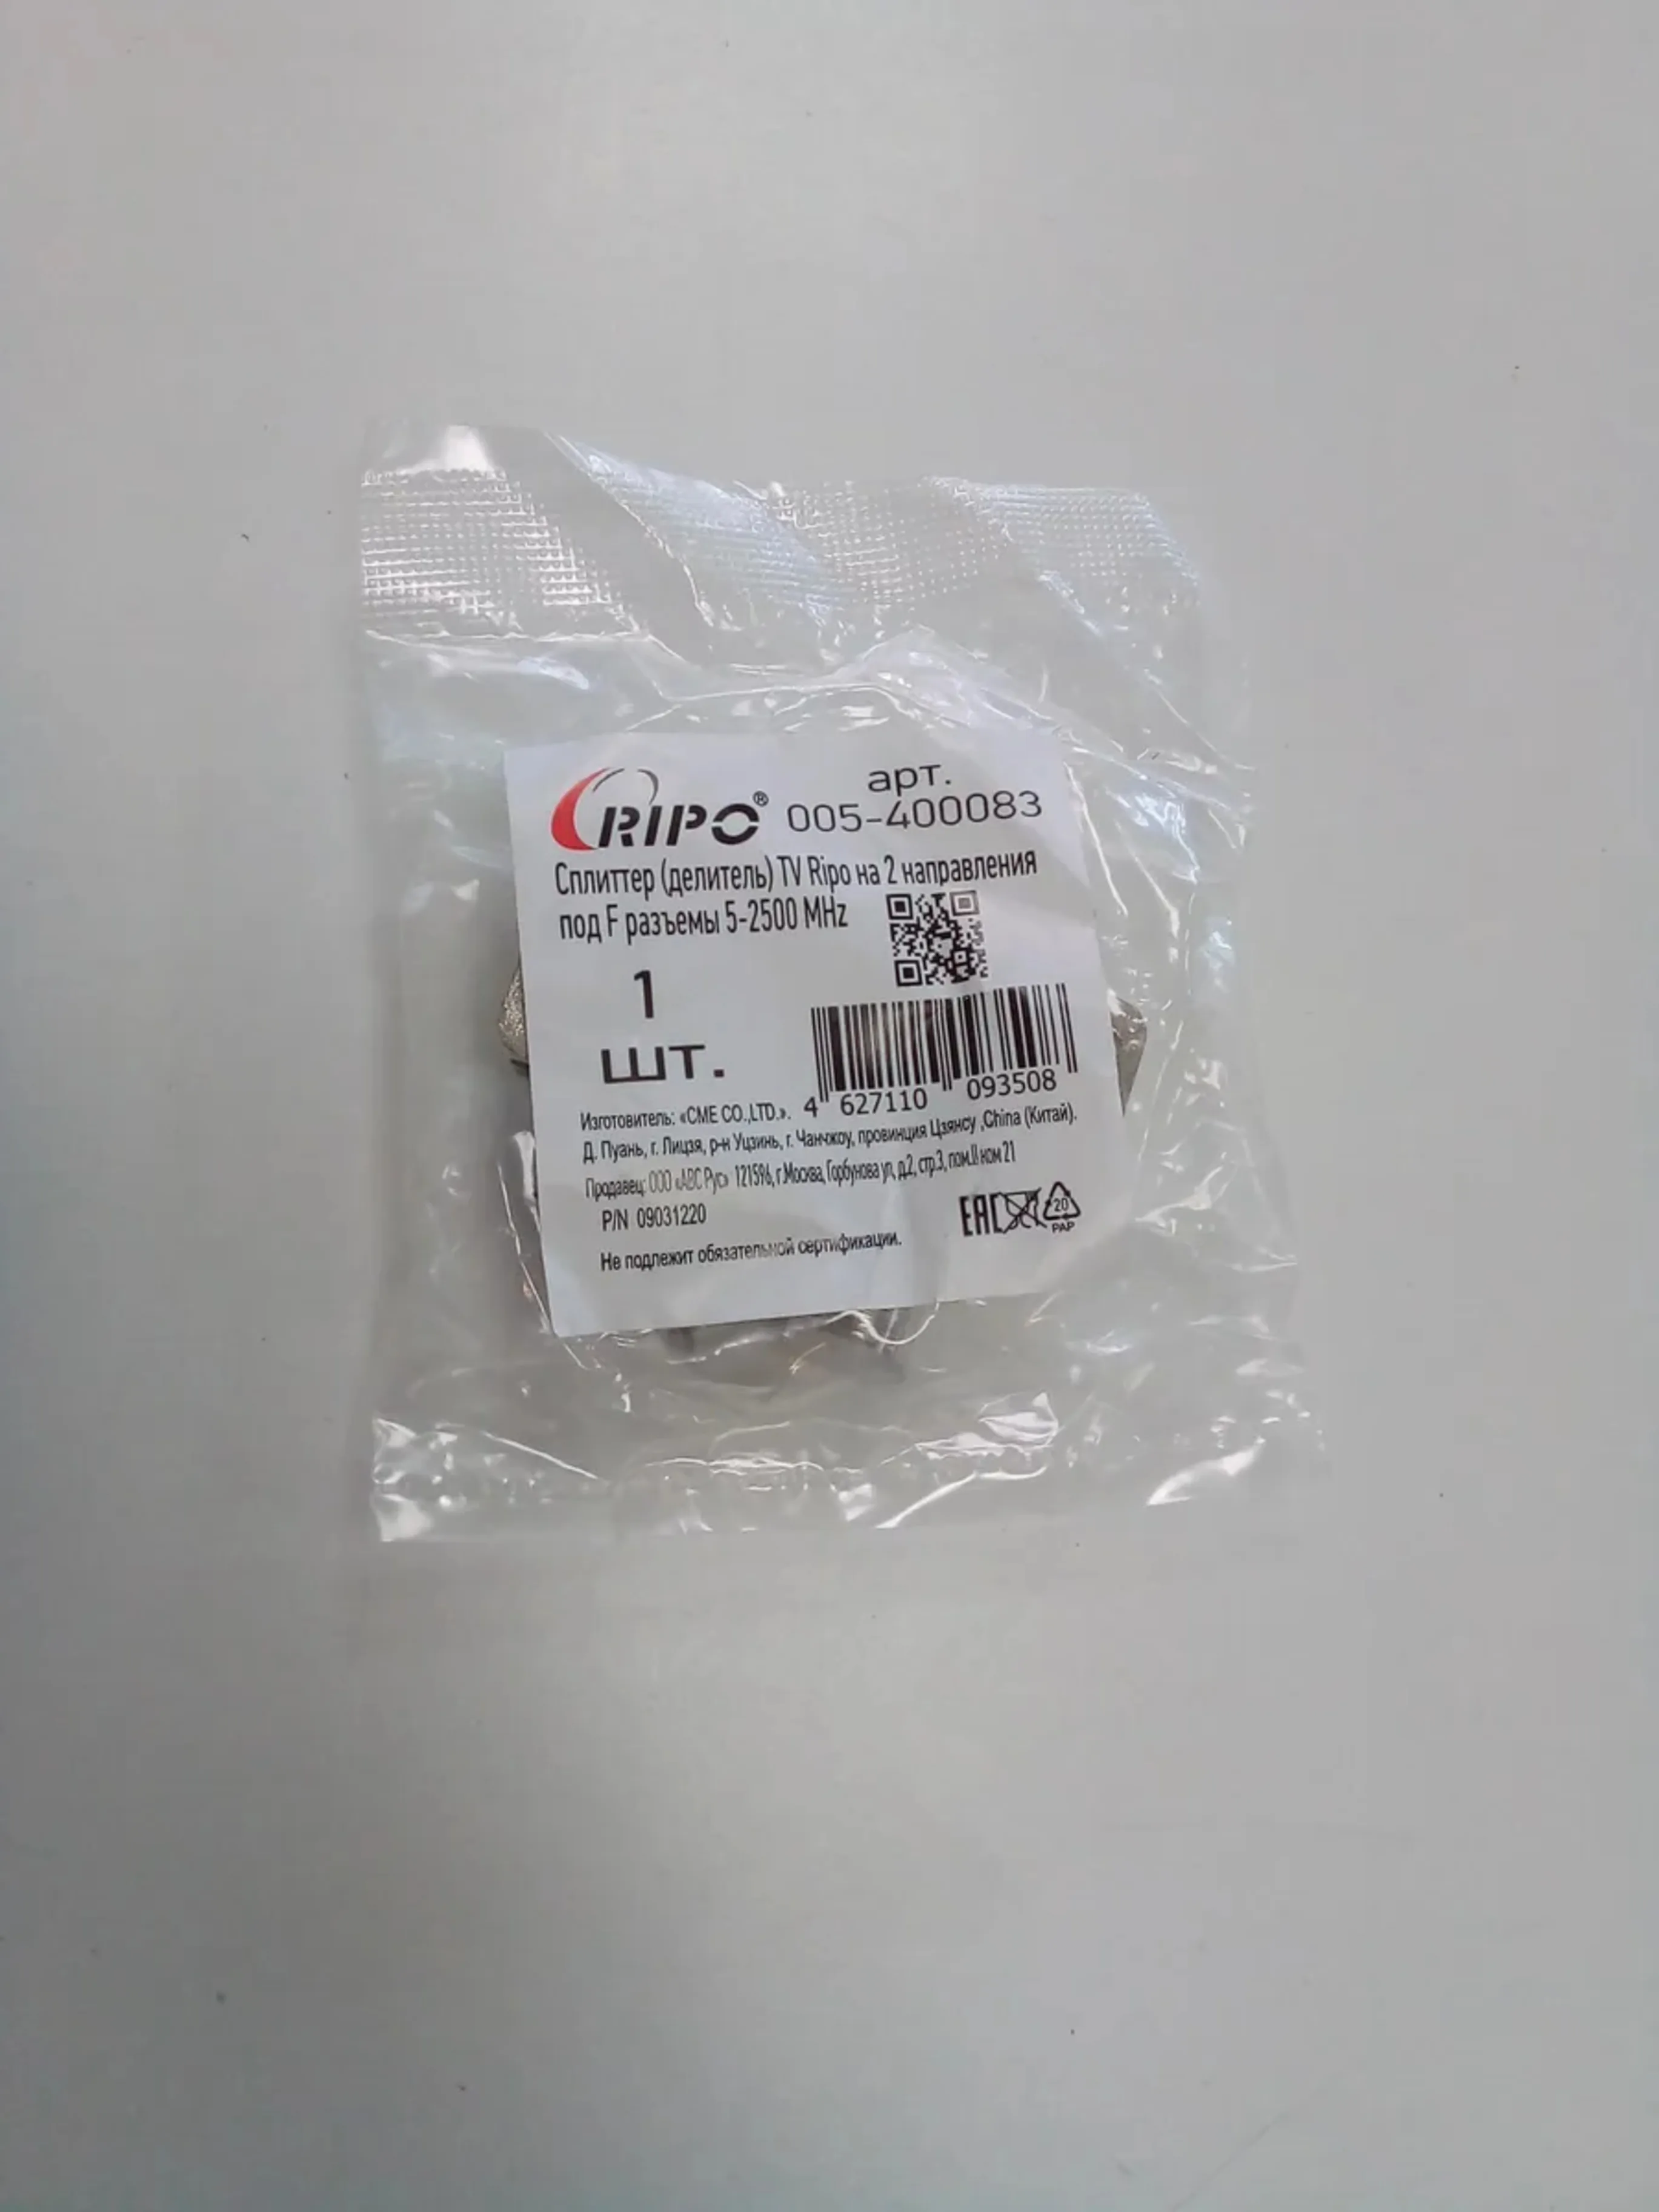 RIPO®
арт.
005-400083
Сплиттер (делитель) TV Ripo на 2 направления
под F разъемы 5-2500 MHz
1
шт.
4 627110 093508
Изготовитель: «CME CO.,LTD.».
Д. Пуань, г. Лицзя, р-н Уцзинь, г. Чанчжоу, провинция Цзянсу ,China (Китай).
Продавец: ООО «АВС Рус» 121596, г.Москва, Горбунова ул, д.2, стр.3, пом.II ком 21
P/N 09031220
EAC
20
PAP
Не подлежит обязательной сертификации.